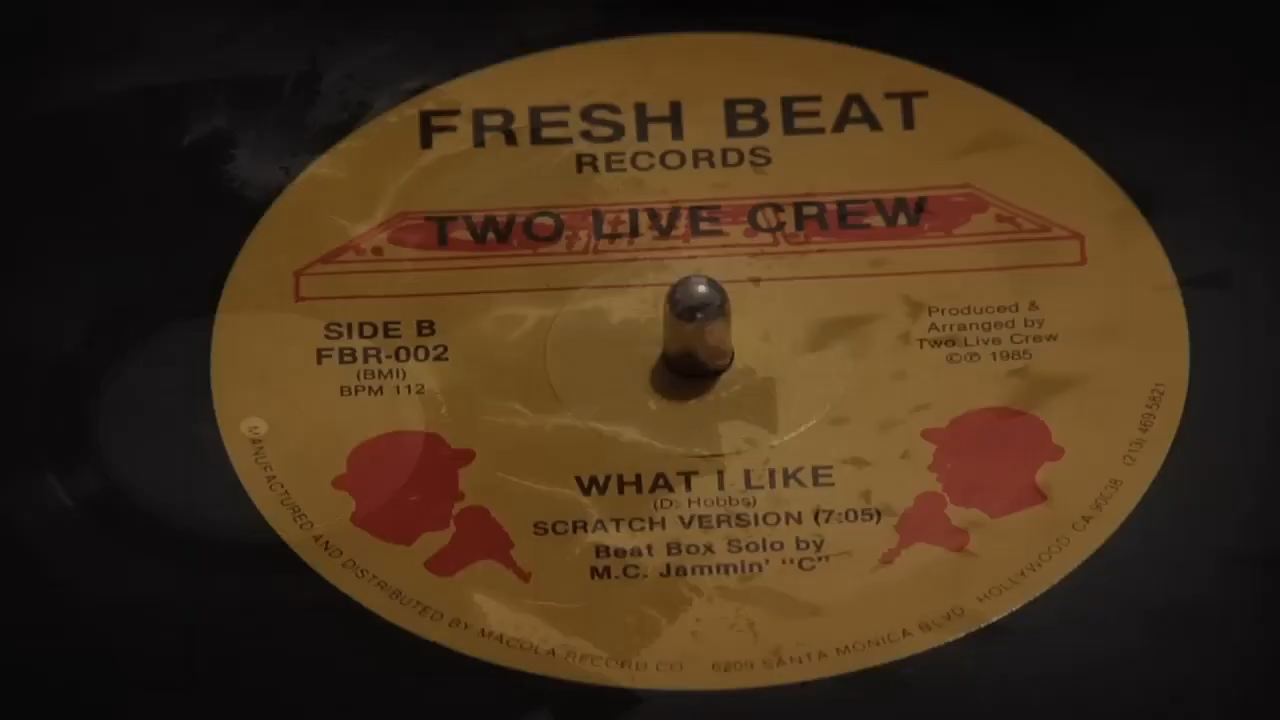 FRESH BEAT
RECORDS
TWO LIVE CREW
SIDE B
FBR-002
(BMI)
BPM 112
Produced &
Arranged by
Two Live Crew
©℗ 1985
WHAT I LIKE
(D. Hobbs)
SCRATCH VERSION (7:05)
Beat Box Solo by
M.C. Jammin' "C"
MANUFACTURED AND DISTRIBUTED BY MACOLA RECORD CO. 6209 SANTA MONICA BLVD HOLLYWOOD CA 90038 (213) 469-5821